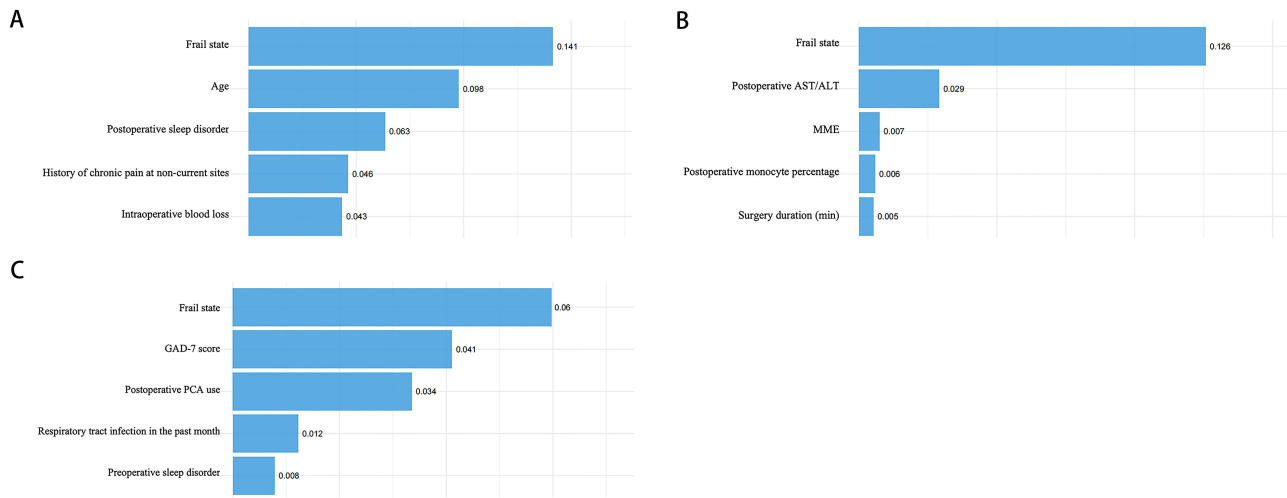 A
Frail state
0.141
Age
0.098
Postoperative sleep disorder
0.063
History of chronic pain at non-current sites
0.046
Intraoperative blood loss
0.043
B
Frail state
0.126
Postoperative AST/ALT
0.029
MME
0.007
Postoperative monocyte percentage
0.006
Surgery duration (min)
0.005
C
Frail state
0.06
GAD-7 score
0.041
Postoperative PCA use
0.034
Respiratory tract infection in the past month
0.012
Preoperative sleep disorder
0.008